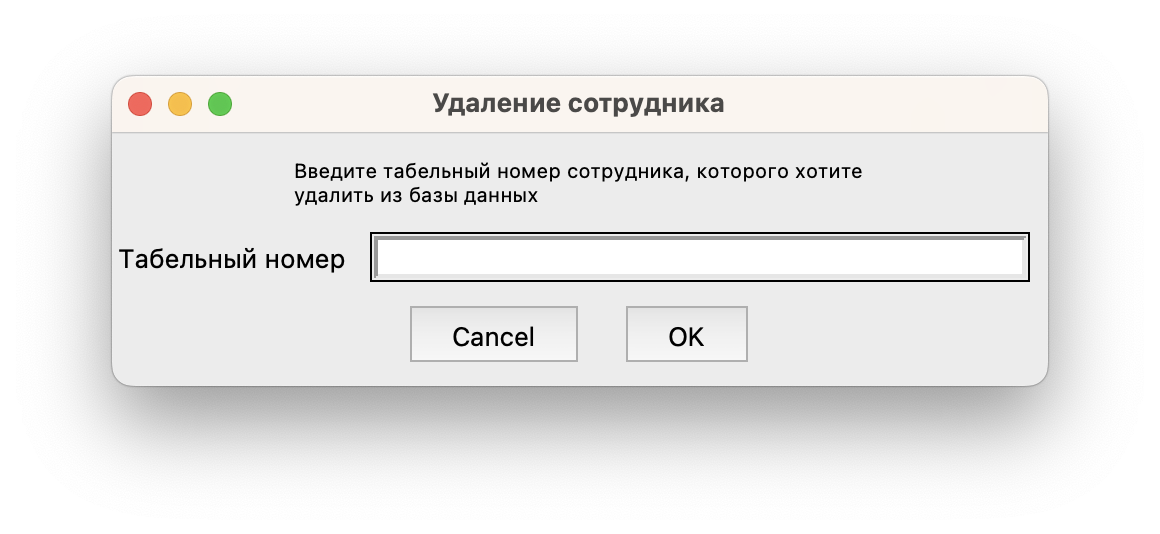 Удаление сотрудника
Введите табельный номер сотрудника, которого хотите
удалить из базы данных
Табельный номер
Cancel OK